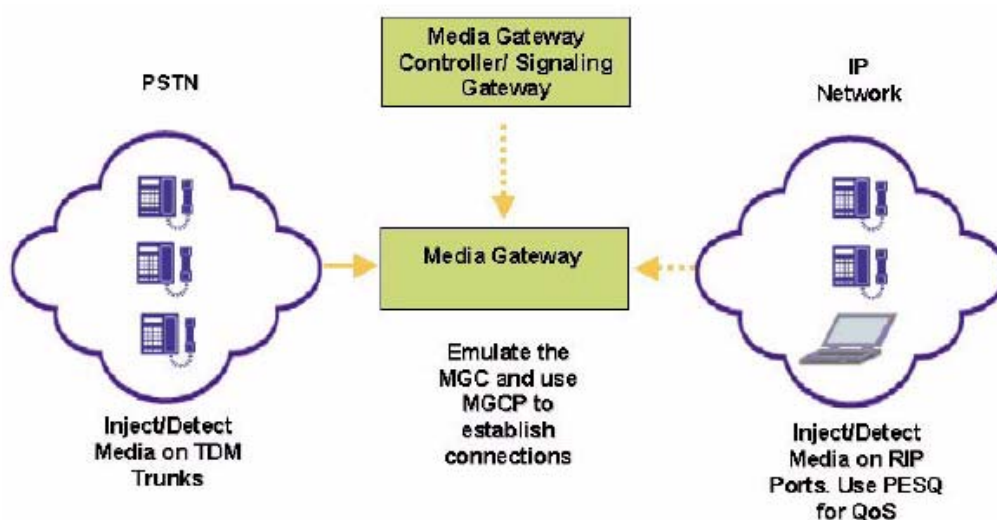 PSTN
Media Gateway
Controller/ Signaling
Gateway
IP
Network
Media Gateway
Emulate the
MGC and use
MGCP to
establish
connections
Inject/Detect
Media on TDM
Trunks
Inject/Detect
Media on RIP
Ports. Use PESQ
for QoS